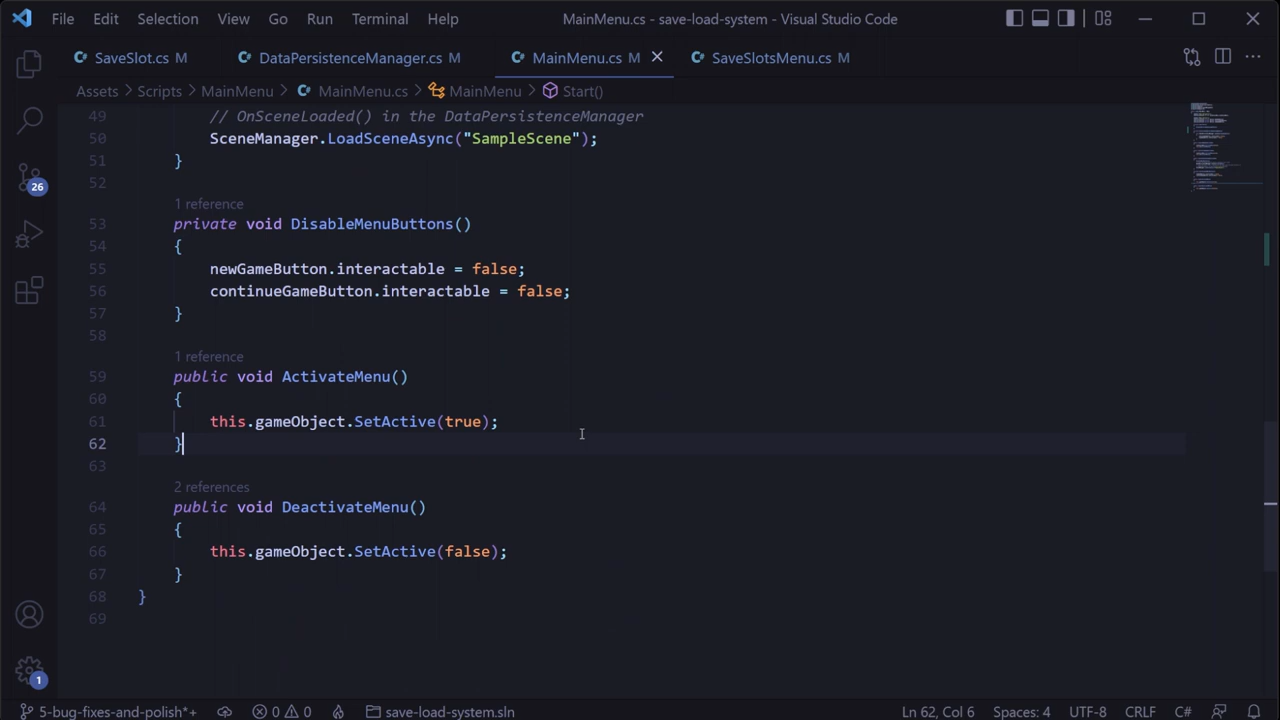 File Edit Selection View Go Run Terminal Help MainMenu.cs - save-load-system - Visual Studio Code
SaveSlot.cs M DataPersistenceManager.cs M MainMenu.cs M SaveSlotsMenu.cs M
Assets > Scripts > MainMenu > MainMenu.cs > MainMenu > Start()
49 // OnSceneLoaded() in the DataPersistenceManager
50 SceneManager.LoadSceneAsync("SampleScene");
51 }
52
1 reference
53 private void DisableMenuButtons()
54 {
55 newGameButton.interactable = false;
56 continueGameButton.interactable = false;
57 }
58
1 reference
59 public void ActivateMenu()
60 {
61 this.gameObject.SetActive(true);
62 }
63
2 references
64 public void DeactivateMenu()
65 {
66 this.gameObject.SetActive(false);
67 }
68 }
69
26
1
5-bug-fixes-and-polish*+ 0 0 save-load-system.sln Ln 62, Col 6 Spaces: 4 UTF-8 CRLF C#